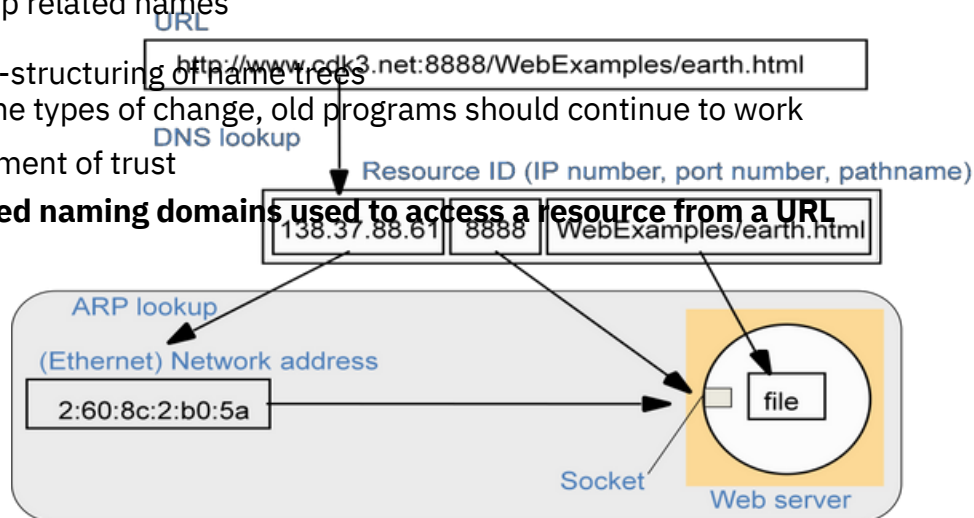 p related names
URL
http://www.cdk3.net:8888/WebExamples/earth.html
-structuring of name trees
ne types of change, old programs should continue to work
DNS lookup
ment of trust
Resource ID (IP number, port number, pathname)
ed naming domains used to access a resource from a URL
138.37.88.61 8888 WebExamples/earth.html
ARP lookup
(Ethernet) Network address
2:60:8c:2:b0:5a
file
Socket
Web server